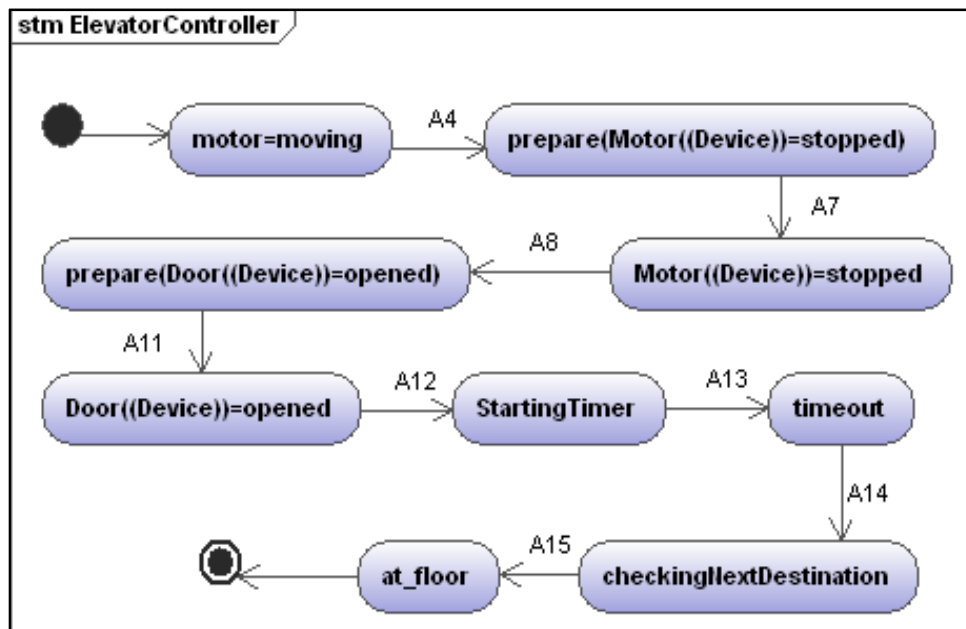 stm ElevatorController
motor=moving
A4
prepare(Motor((Device))=stopped)
A7
Motor((Device))=stopped
A8
prepare(Door((Device))=opened)
A11
Door((Device))=opened
A12
StartingTimer
A13
timeout
A14
checkingNextDestination
A15
at_floor